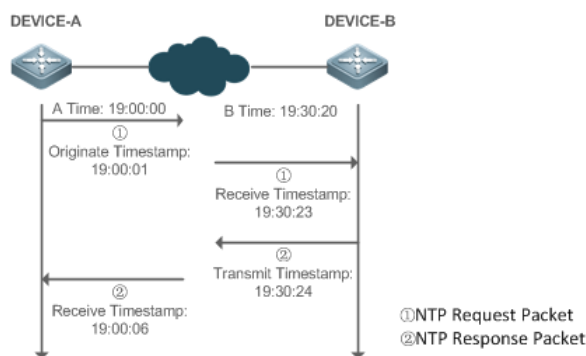 DEVICE-A
DEVICE-B
A Time: 19:00:00
B Time: 19:30:20
①
Originate Timestamp:
19:00:01
①
Receive Timestamp:
19:30:23
②
Transmit Timestamp:
19:30:24
②
Receive Timestamp:
19:00:06
①NTP Request Packet
②NTP Response Packet